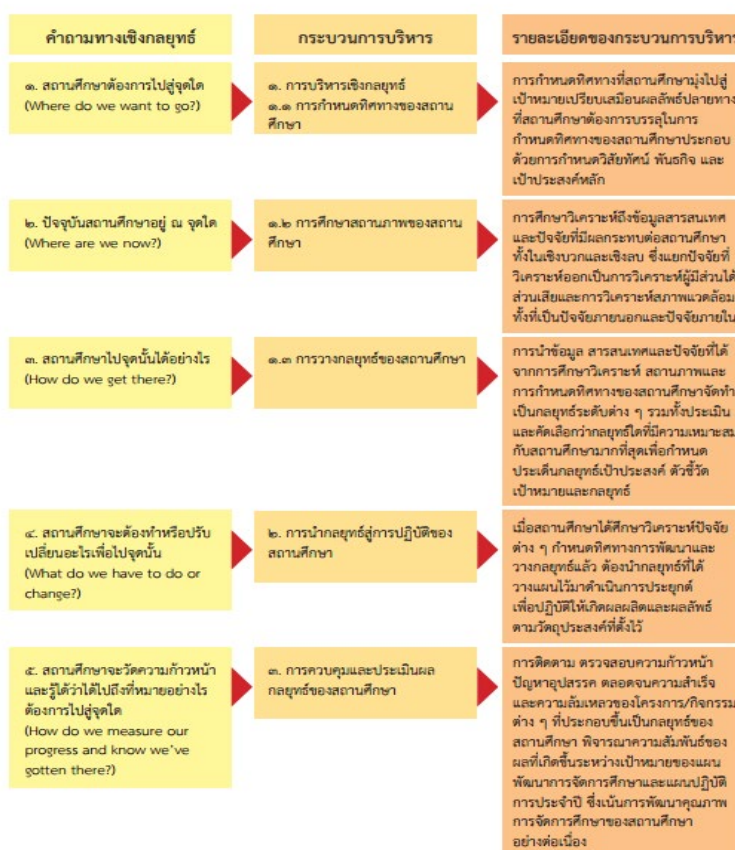 คำถามทางเชิงกลยุทธ์
กระบวนการบริหาร
รายละเอียดของกระบวนการบริหาร
๑. สถานศึกษาต้องการไปสู่จุดใด
(Where do we want to go?)
๑. การบริหารเชิงกลยุทธ์
๑.๑ การกำหนดทิศทางของสถาน
ศึกษา
การกำหนดทิศทางที่สถานศึกษามุ่งไปสู่
เป้าหมายเปรียบเสมือนผลลัพธ์ปลายทาง
ที่สถานศึกษาต้องการบรรลุในการ
กำหนดทิศทางของสถานศึกษาประกอบ
ด้วยการกำหนดวิสัยทัศน์ พันธกิจ และ
เป้าประสงค์หลัก
๒. ปัจจุบันสถานศึกษาอยู่ ณ จุดใด
(Where are we now?)
๑.๒ การศึกษาสถานภาพของสถาน
ศึกษา
การศึกษาวิเคราะห์ถึงข้อมูลสารสนเทศ
และปัจจัยที่มีผลกระทบต่อสถานศึกษา
ทั้งในเชิงบวกและเชิงลบ ซึ่งแยกปัจจัยที่
วิเคราะห์ออกเป็นการวิเคราะห์ผู้มีส่วนได้
ส่วนเสียและการวิเคราะห์สภาพแวดล้อม
ทั้งที่เป็นปัจจัยภายนอกและปัจจัยภายใน
๓. สถานศึกษาไปจุดนั้นได้อย่างไร
(How do we get there?)
๑.๓ การวางกลยุทธ์ของสถานศึกษา
การนำข้อมูล สารสนเทศและปัจจัยที่ได้
จากการศึกษาวิเคราะห์ สถานภาพและ
การกำหนดทิศทางของสถานศึกษาจัดทำ
เป็นกลยุทธ์ระดับต่าง ๆ รวมทั้งประเมิน
และคัดเลือกว่ากลยุทธ์ใดที่มีความเหมาะสม
กับสถานศึกษามากที่สุดเพื่อกำหนด
ประเด็นกลยุทธ์เป้าประสงค์ ตัวชี้วัด
เป้าหมายและกลยุทธ์
๔. สถานศึกษาจะต้องทำหรือปรับ
เปลี่ยนอะไรเพื่อไปจุดนั้น
(What do we have to do or
change?)
๒. การนำกลยุทธ์สู่การปฏิบัติของ
สถานศึกษา
เมื่อสถานศึกษาได้ศึกษาวิเคราะห์ปัจจัย
ต่าง ๆ กำหนดทิศทางการพัฒนาและ
วางกลยุทธ์แล้ว ต้องนำกลยุทธ์ที่ได้
วางแผนไว้มาดำเนินการประยุกต์
เพื่อปฏิบัติให้เกิดผลผลิตและผลลัพธ์
ตามวัตถุประสงค์ที่ตั้งไว้
๕. สถานศึกษาจะวัดความก้าวหน้า
และรู้ได้ว่าได้ไปถึงที่หมายอย่างไร
ต้องการไปสู่จุดใด
(How do we measure our
progress and know we've
gotten there?)
๓. การควบคุมและประเมินผล
กลยุทธ์ของสถานศึกษา
การติดตาม ตรวจสอบความก้าวหน้า
ปัญหาอุปสรรค ตลอดจนความสำเร็จ
และความล้มเหลวของโครงการ/กิจกรรม
ต่าง ๆ ที่ประกอบขึ้นเป็นกลยุทธ์ของ
สถานศึกษา พิจารณาความสัมพันธ์ของ
ผลที่เกิดขึ้นระหว่างเป้าหมายของแผน
พัฒนาการจัดการศึกษาและแผนปฏิบัติ
การประจำปี ซึ่งเน้นการพัฒนาคุณภาพ
การจัดการศึกษาของสถานศึกษา
อย่างต่อเนื่อง